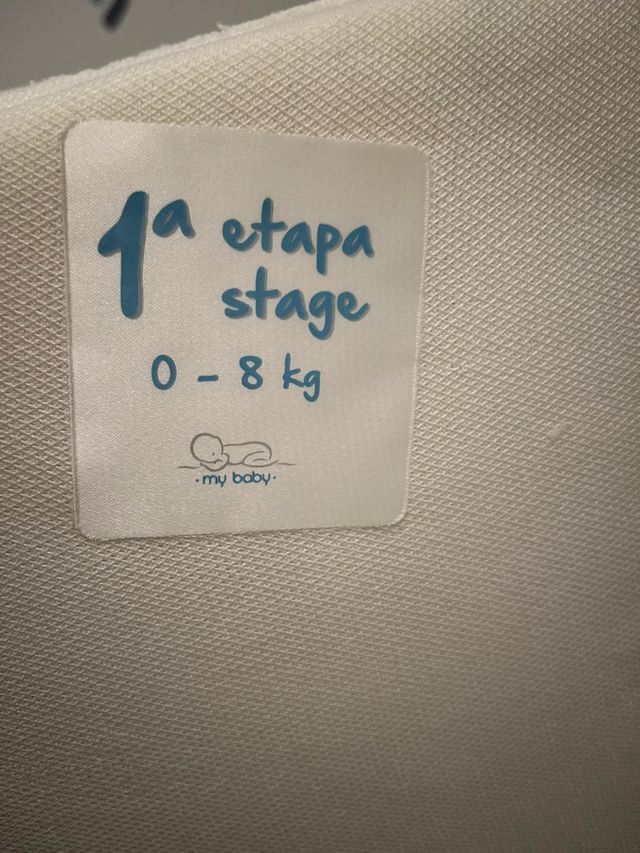 1ª etapa
stage
0 - 8 kg
·my baby·